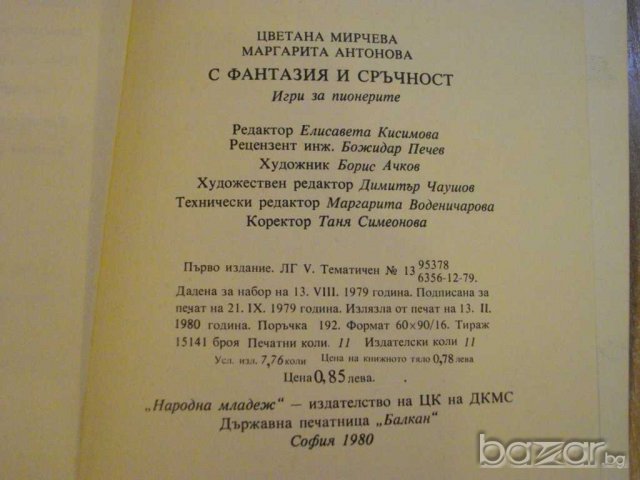 ЦВЕТАНА МИРЧЕВА
МАРГАРИТА АНТОНОВА
С ФАНТАЗИЯ И СРЪЧНОСТ
Игри за пионерите
Редактор Елисавета Кисимова
Рецензент инж. Божидар Печев
Художник Борис Ачков
Художествен редактор Димитър Чаушов
Технически редактор Маргарита Воденичарова
Коректор Таня Симеонова
Първо издание. ЛГ V. Тематичен № 13 95378
6356-12-79.
Дадена за набор на 13. VIII. 1979 година. Подписана за
печат на 21. IX. 1979 година. Излязла от печат на 13. II.
1980 година. Поръчка 192. Формат 60×90/16. Тираж
15141 броя Печатни коли. 11 Издателски коли 11
Усл. изд. 7,76 коли Цена на книжното тяло 0,78 лева
Цена 0,85 лева.
„Народна младеж" — издателство на ЦК на ДКМС
Държавна печатница „Балкан"
София 1980
bazar.bg